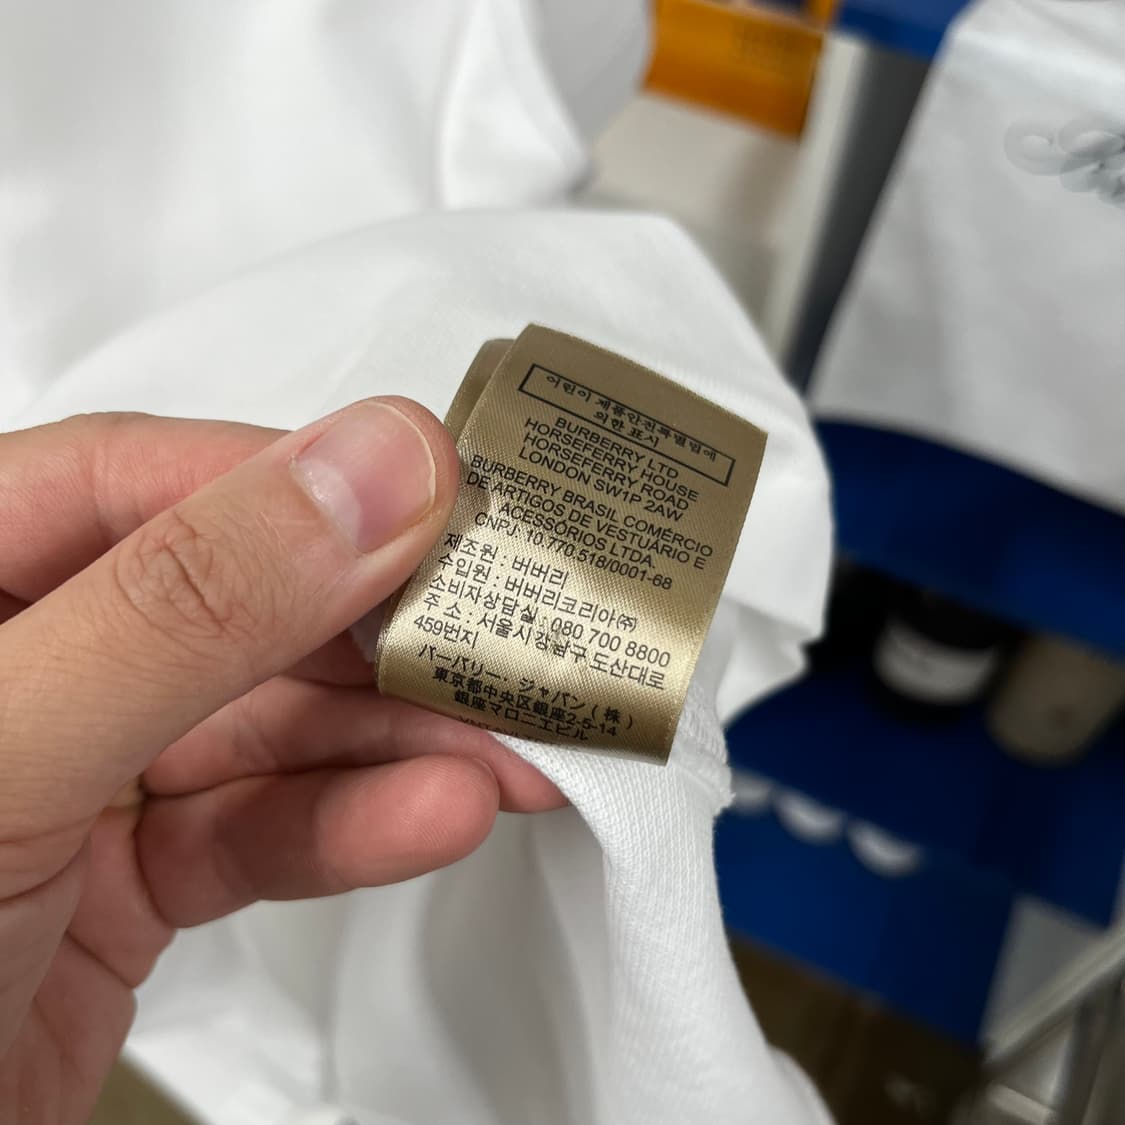 어린이제품안전특별법에
의한 표시
BURBERRY LTD
HORSEFERRY HOUSE
HORSEFERRY ROAD
LONDON SW1P 2AW
BURBERRY BRASIL COMÉRCIO
DE ARTIGOS DE VESTUÁRIO E
ACESSÓRIOS LTDA.
CNPJ: 10.770.518/0001-68
제조원 : 버버리
수입원 : 버버리코리아㈜
소비자상담실 : 080 700 8800
주 소 : 서울시강남구 도산대로
459번지
バーバリー・ジャパン(株)
東京都中央区銀座2-5-14
銀座マロニエビル